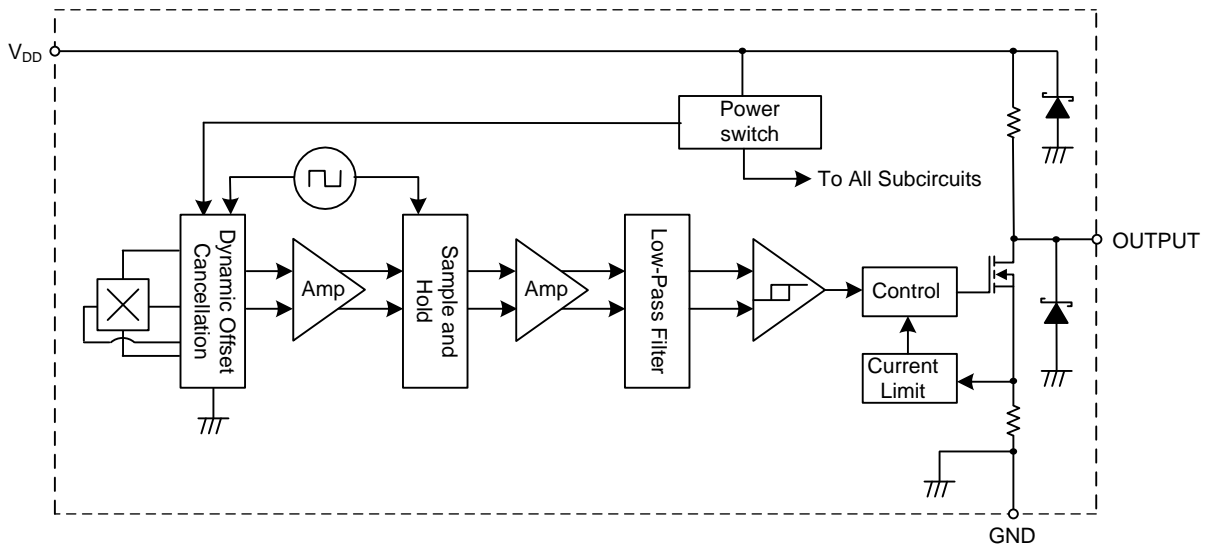 V_DD
Power
switch
To All Subcircuits
Dynamic Offset
Cancellation
Amp
Sample and
Hold
Amp
Low-Pass Filter
Control
Current
Limit
OUTPUT
GND